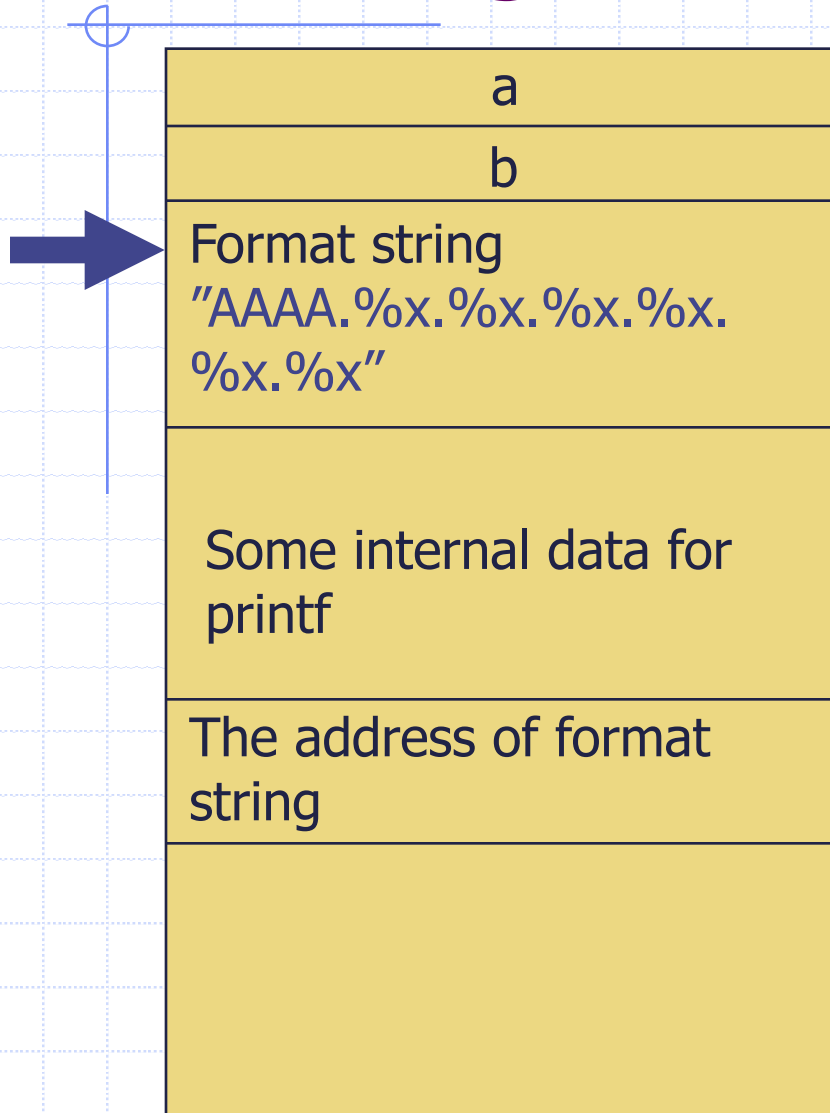 a
b
Format string
”AAAA.%x.%x.%x.%x.
%x.%x”
Some internal data for
printf
The address of format
string